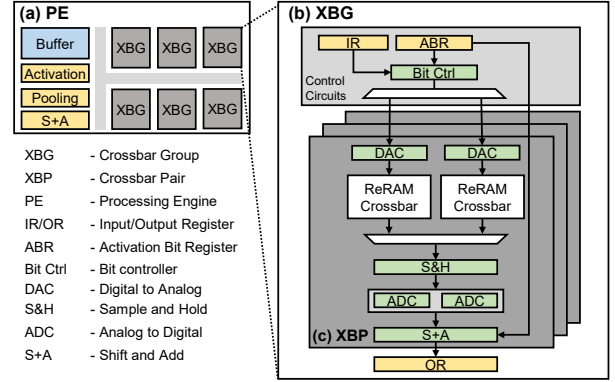 (a) PE
Buffer
Activation
Pooling
S+A
XBG XBG XBG
XBG XBG XBG
XBG - Crossbar Group
XBP - Crossbar Pair
PE - Processing Engine
IR/OR - Input/Output Register
ABR - Activation Bit Register
Bit Ctrl - Bit controller
DAC - Digital to Analog
S&H - Sample and Hold
ADC - Analog to Digital
S+A - Shift and Add
(b) XBG
IR ABR
Bit Ctrl
Control
Circuits
DAC DAC
ReRAM
Crossbar
ReRAM
Crossbar
S&H
ADC ADC
(c) XBP
S+A
OR